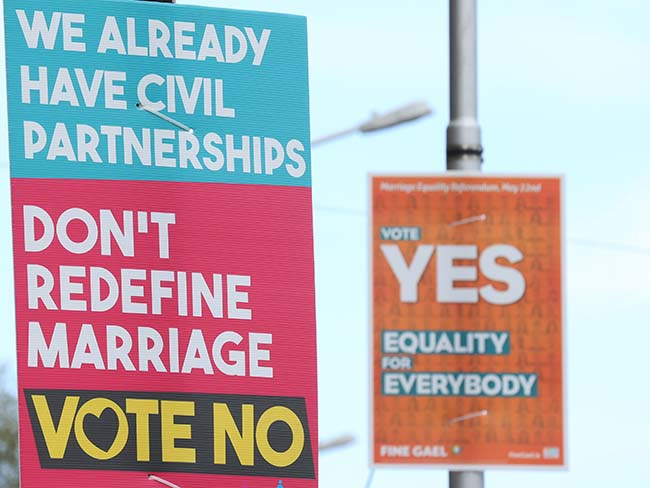 WE ALREADY
HAVE CIVIL
PARTNERSHIPS
DON'T
REDEFINE
MARRIAGE
VOTE NO
Marriage Equality Referendum, May 22nd
VOTE
YES
EQUALITY
FOR
EVERYBODY
FINE GAEL